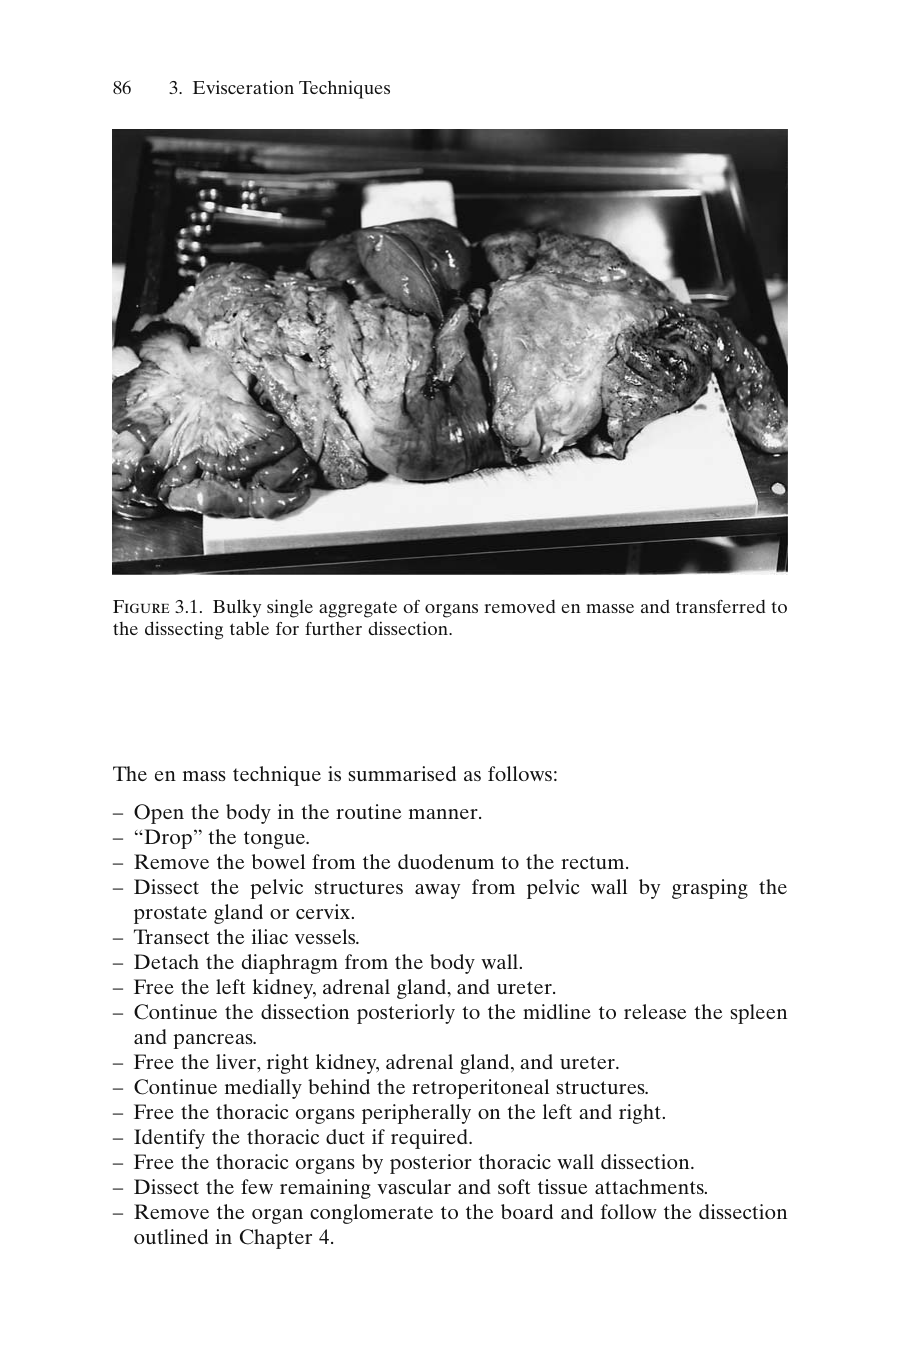 86 3. Evisceration Techniques
FIGURE 3.1. Bulky single aggregate of organs removed en masse and transferred to
the dissecting table for further dissection.
The en mass technique is summarised as follows:
– Open the body in the routine manner.
– “Drop” the tongue.
– Remove the bowel from the duodenum to the rectum.
– Dissect the pelvic structures away from pelvic wall by grasping the
prostate gland or cervix.
– Transect the iliac vessels.
– Detach the diaphragm from the body wall.
– Free the left kidney, adrenal gland, and ureter.
– Continue the dissection posteriorly to the midline to release the spleen
and pancreas.
– Free the liver, right kidney, adrenal gland, and ureter.
– Continue medially behind the retroperitoneal structures.
– Free the thoracic organs peripherally on the left and right.
– Identify the thoracic duct if required.
– Free the thoracic organs by posterior thoracic wall dissection.
– Dissect the few remaining vascular and soft tissue attachments.
– Remove the organ conglomerate to the board and follow the dissection
outlined in Chapter 4.